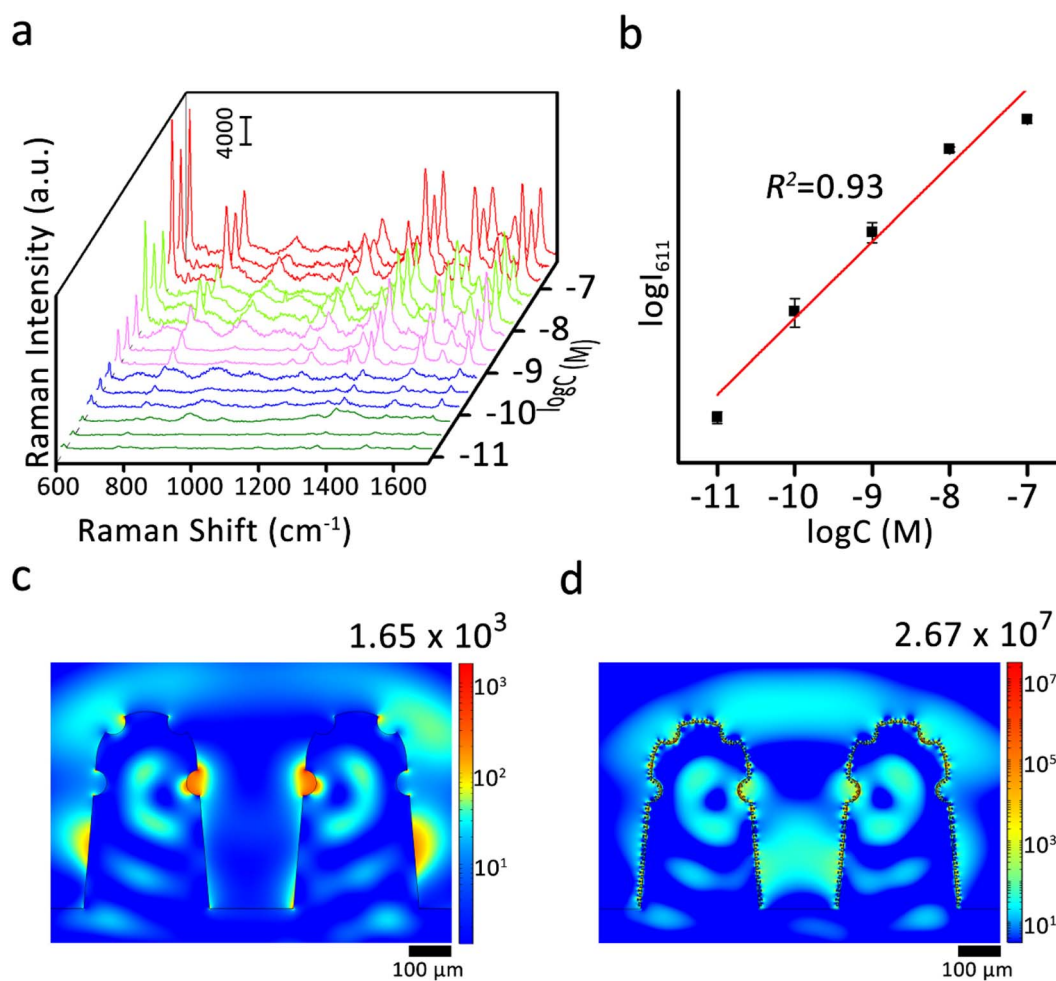 a
4000
Raman Intensity (a.u.)
-7
-8
-9
-10
-11
logC (M)
600 800 1000 1200 1400 1600
Raman Shift (cm⁻¹)
b
R²=0.93
logI₆₁₁
-11 -10 -9 -8 -7
logC (M)
c
1.65 x 10³
10³
10²
10¹
100 μm
d
2.67 x 10⁷
10⁷
10⁵
10³
10¹
100 μm